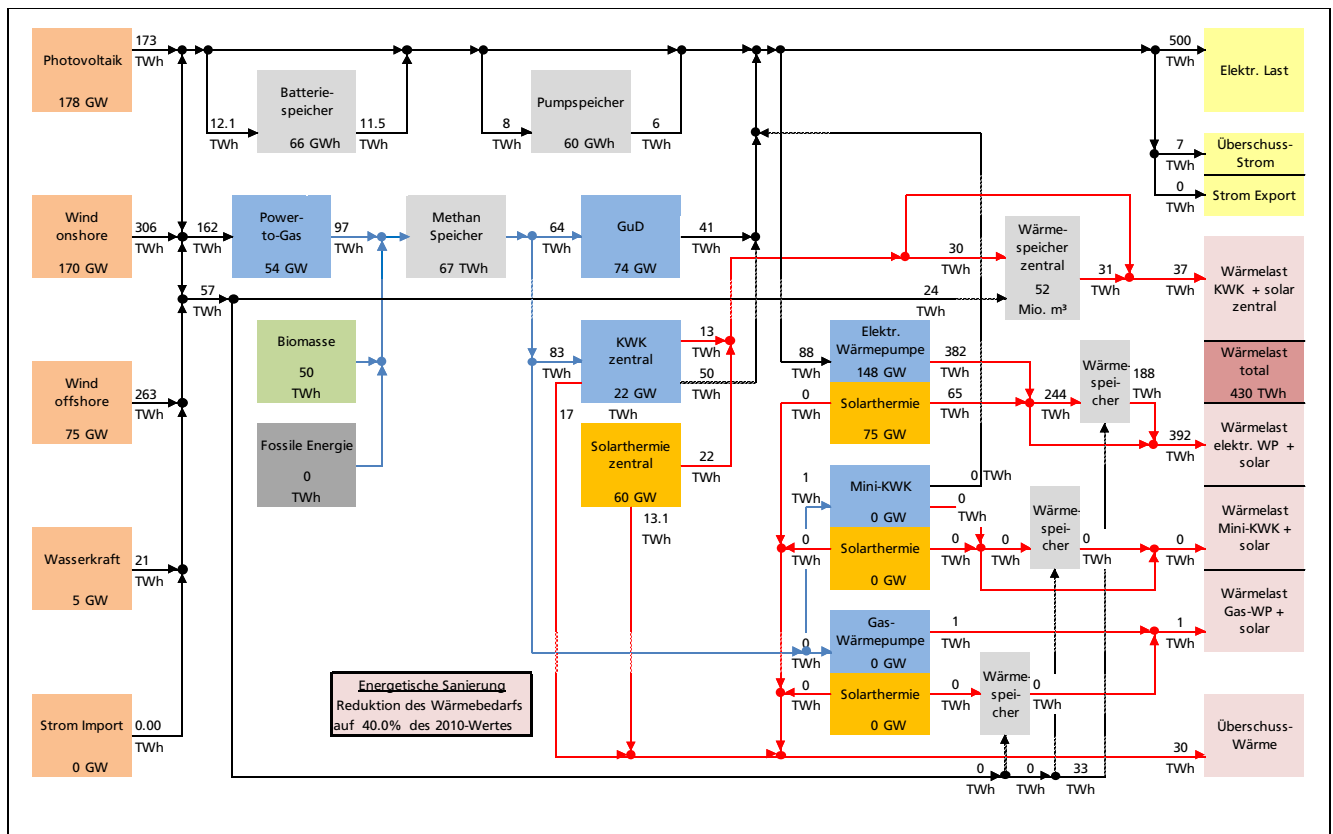 Photovoltaik
178 GW
173
TWh
12.1
TWh
Batterie-
speicher
66 GWh
11.5
TWh
8
TWh
Pumpspeicher
60 GWh
6
TWh
500
TWh
Elektr. Last
7
TWh
Überschuss-
Strom
0
TWh
Strom Export
Wind
onshore
170 GW
306
TWh
162
TWh
Power-
to-Gas
54 GW
97
TWh
Methan
Speicher
67 TWh
64
TWh
GuD
74 GW
41
TWh
30
TWh
Wärme-
speicher
zentral
52
Mio. m³
31
TWh
37
TWh
Wärmelast
KWK + solar
zentral
57
TWh
24
TWh
Biomasse
50
TWh
83
TWh
KWK
zentral
22 GW
TWh
13
TWh
50
TWh
17
88
TWh
Elektr.
Wärmepumpe
148 GW
382
TWh
0
TWh
Solarthermie
75 GW
65
TWh
244
TWh
Wärme-
spei-
cher
188
TWh
392
TWh
Wärmelast
total
430 TWh
Wärmelast
elektr. WP +
solar
Wind
offshore
75 GW
263
TWh
Fossile Energie
0
TWh
Solarthermie
zentral
60 GW
22
TWh
13.1
TWh
1
TWh
Mini-KWK
0 GW
0 TWh
0
TWh
0
TWh
Solarthermie
0 GW
0
TWh
0
TWh
Wärme-
spei-
cher
0
TWh
0
TWh
Wärmelast
Mini-KWK +
solar
Wasserkraft
5 GW
21
TWh
0
TWh
Gas-
Wärmepumpe
0 GW
1
TWh
1
TWh
Wärmelast
Gas-WP +
solar
0
TWh
Solarthermie
0 GW
0
TWh
Wärme-
spei-
cher
0
TWh
Energetische Sanierung
Reduktion des Wärmebedarfs
auf 40.0% des 2010-Wertes
Strom Import
0 GW
0.00
TWh
30
TWh
Überschuss-
Wärme
0
TWh
0
TWh
33
TWh